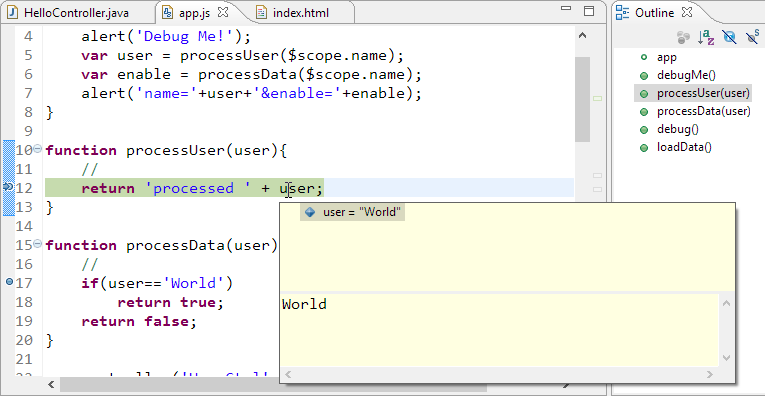 HelloController.java app.js index.html
4 alert('Debug Me!');
5 var user = processUser($scope.name);
6 var enable = processData($scope.name);
7 alert('name='+user+'&enable='+enable);
8 }
9
10 function processUser(user){
11 //
12 return 'processed ' + user;
13 }
14
15 function processData(user)
16 //
17 if(user=='World')
18 return true;
19 return false;
20 }
21
user = "World"
World
Outline
app
debugMe()
processUser(user)
processData(user)
debug()
loadData()